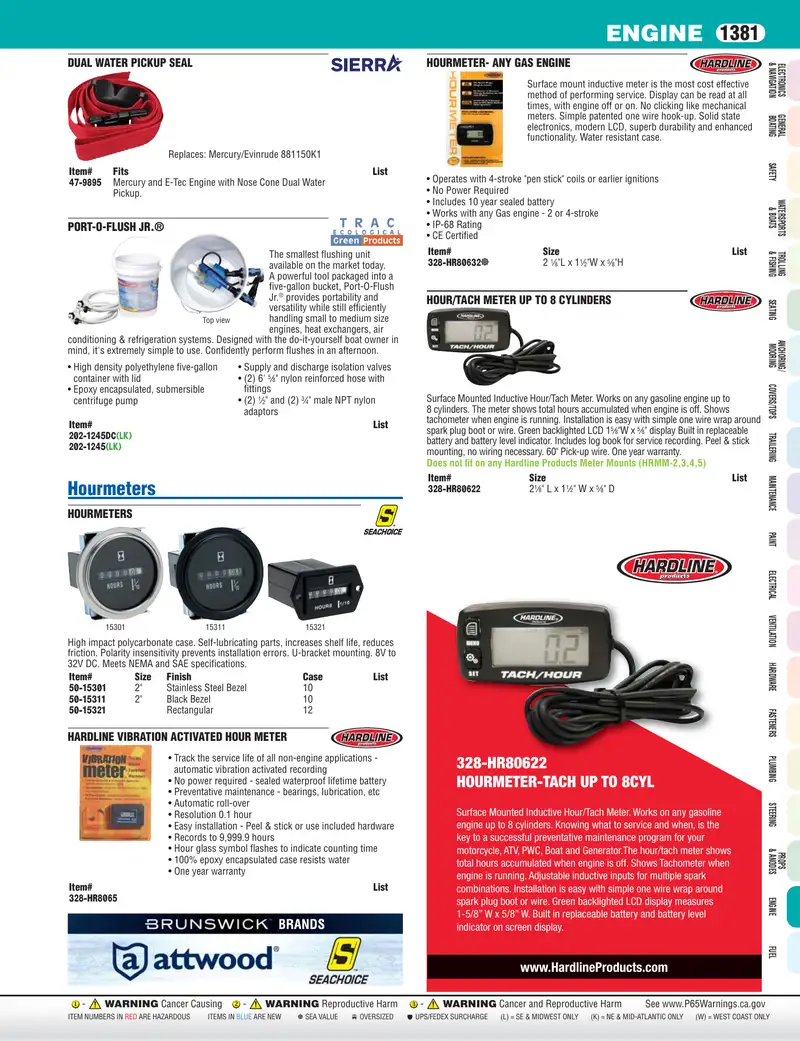 ENGINE 1381
DUAL WATER PICKUP SEAL
SIERRA
Replaces: Mercury/Evinrude 881150K1
Item# Fits List
47-9895 Mercury and E-Tec Engine with Nose Cone Dual Water
Pickup.
PORT-O-FLUSH JR.®
TRAC
ECOLOGICAL
Green Products
The smallest flushing unit
available on the market today.
A powerful tool packaged into a
five-gallon bucket, Port-O-Flush
Jr.® provides portability and
versatility while still efficiently
handling small to medium size
engines, heat exchangers, air
Top view
conditioning & refrigeration systems. Designed with the do-it-yourself boat owner in
mind, it's extremely simple to use. Confidently perform flushes in an afternoon.
• High density polyethylene five-gallon
container with lid
• Epoxy encapsulated, submersible
centrifuge pump
• Supply and discharge isolation valves
• (2) 6' ⅝" nylon reinforced hose with
fittings
• (2) ½" and (2) ¾" male NPT nylon
adaptors
Item# List
202-1245DC(LK)
202-1245(LK)
Hourmeters
HOURMETERS
SEACHOICE
15301 15311 15321
High impact polycarbonate case. Self-lubricating parts, increases shelf life, reduces
friction. Polarity insensitivity prevents installation errors. U-bracket mounting. 8V to
32V DC. Meets NEMA and SAE specifications.
Item# Size Finish Case List
50-15301 2" Stainless Steel Bezel 10
50-15311 2" Black Bezel 10
50-15321 Rectangular 12
HARDLINE VIBRATION ACTIVATED HOUR METER
HARDLINE
products
VIBRATION
meter
• Track the service life of all non-engine applications -
automatic vibration activated recording
• No power required - sealed waterproof lifetime battery
• Preventative maintenance - bearings, lubrication, etc
• Automatic roll-over
• Resolution 0.1 hour
• Easy installation - Peel & stick or use included hardware
• Records to 9,999.9 hours
• Hour glass symbol flashes to indicate counting time
• 100% epoxy encapsulated case resists water
• One year warranty
Item# List
328-HR8065
BRUNSWICK BRANDS
attwood®
SEACHOICE
HOURMETER- ANY GAS ENGINE
HARDLINE
products
HOUR METER
Surface mount inductive meter is the most cost effective
method of performing service. Display can be read at all
times, with engine off or on. No clicking like mechanical
meters. Simple patented one wire hook-up. Solid state
electronics, modern LCD, superb durability and enhanced
functionality. Water resistant case.
• Operates with 4-stroke "pen stick" coils or earlier ignitions
• No Power Required
• Includes 10 year sealed battery
• Works with any Gas engine - 2 or 4-stroke
• IP-68 Rating
• CE Certified
Item# Size List
328-HR80632 2 ⅛"L x 1½"W x ⅝"H
HOUR/TACH METER UP TO 8 CYLINDERS
HARDLINE
products
0.2
TACH/HOUR
Surface Mounted Inductive Hour/Tach Meter. Works on any gasoline engine up to
8 cylinders. The meter shows total hours accumulated when engine is off. Shows
tachometer when engine is running. Installation is easy with simple one wire wrap around
spark plug boot or wire. Green backlighted LCD 1⅝"W x ⅝" display Built in replaceable
battery and battery level indicator. Includes log book for service recording. Peel & stick
mounting, no wiring necessary. 60" Pick-up wire. One year warranty.
Does not fit on any Hardline Products Meter Mounts (HRMM-2,3,4,5)
Item# Size List
328-HR80622 2⅛" L x 1½" W x ⅝" D
HARDLINE
products
HARDLINE
products
MENU
SET
0.2
TACH/HOUR
328-HR80622
HOURMETER-TACH UP TO 8CYL
Surface Mounted Inductive Hour/Tach Meter. Works on any gasoline
engine up to 8 cylinders. Knowing what to service and when, is the
key to a successful preventative maintenance program for your
motorcycle, ATV, PWC, Boat and Generator.The hour/tach meter shows
total hours accumulated when engine is off. Shows Tachometer when
engine is running. Adjustable inductive inputs for multiple spark
combinations. Installation is easy with simple one wire wrap around
spark plug boot or wire. Green backlighted LCD display measures
1-5/8" W x 5/8" W. Built in replaceable battery and battery level
indicator on screen display.
www.HardlineProducts.com
ELECTRONICS
& NAVIGATION
GENERAL
BOATING
SAFETY
WATERSPORTS
& BOATS
TROLLING
& FISHING
SEATING
ANCHORING/
MOORING
COVERS/TOPS
TRAILERING
MAINTENANCE
PAINT
ELECTRICAL
VENTILATION
HARDWARE
FASTENERS
PLUMBING
STEERING
PROPS
& ANODES
ENGINE
FUEL
1 - WARNING Cancer Causing 2 - WARNING Reproductive Harm 3 - WARNING Cancer and Reproductive Harm See www.P65Warnings.ca.gov
ITEM NUMBERS IN RED ARE HAZARDOUS ITEMS IN BLUE ARE NEW SEA VALUE OVERSIZED UPS/FEDEX SURCHARGE (L) = SE & MIDWEST ONLY (K) = NE & MID-ATLANTIC ONLY (W) = WEST COAST ONLY